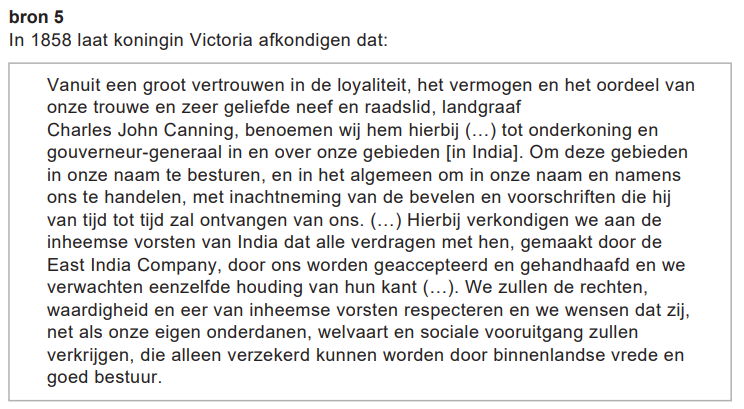 bron 5
In 1858 laat koningin Victoria afkondigen dat:
Vanuit een groot vertrouwen in de loyaliteit, het vermogen en het oordeel van
onze trouwe en zeer geliefde neef en raadslid, landgraaf
Charles John Canning, benoemen wij hem hierbij (…) tot onderkoning en
gouverneur-generaal in en over onze gebieden [in India]. Om deze gebieden
in onze naam te besturen, en in het algemeen om in onze naam en namens
ons te handelen, met inachtneming van de bevelen en voorschriften die hij
van tijd tot tijd zal ontvangen van ons. (…) Hierbij verkondigen we aan de
inheemse vorsten van India dat alle verdragen met hen, gemaakt door de
East India Company, door ons worden geaccepteerd en gehandhaafd en we
verwachten eenzelfde houding van hun kant (…). We zullen de rechten,
waardigheid en eer van inheemse vorsten respecteren en we wensen dat zij,
net als onze eigen onderdanen, welvaart en sociale vooruitgang zullen
verkrijgen, die alleen verzekerd kunnen worden door binnenlandse vrede en
goed bestuur.